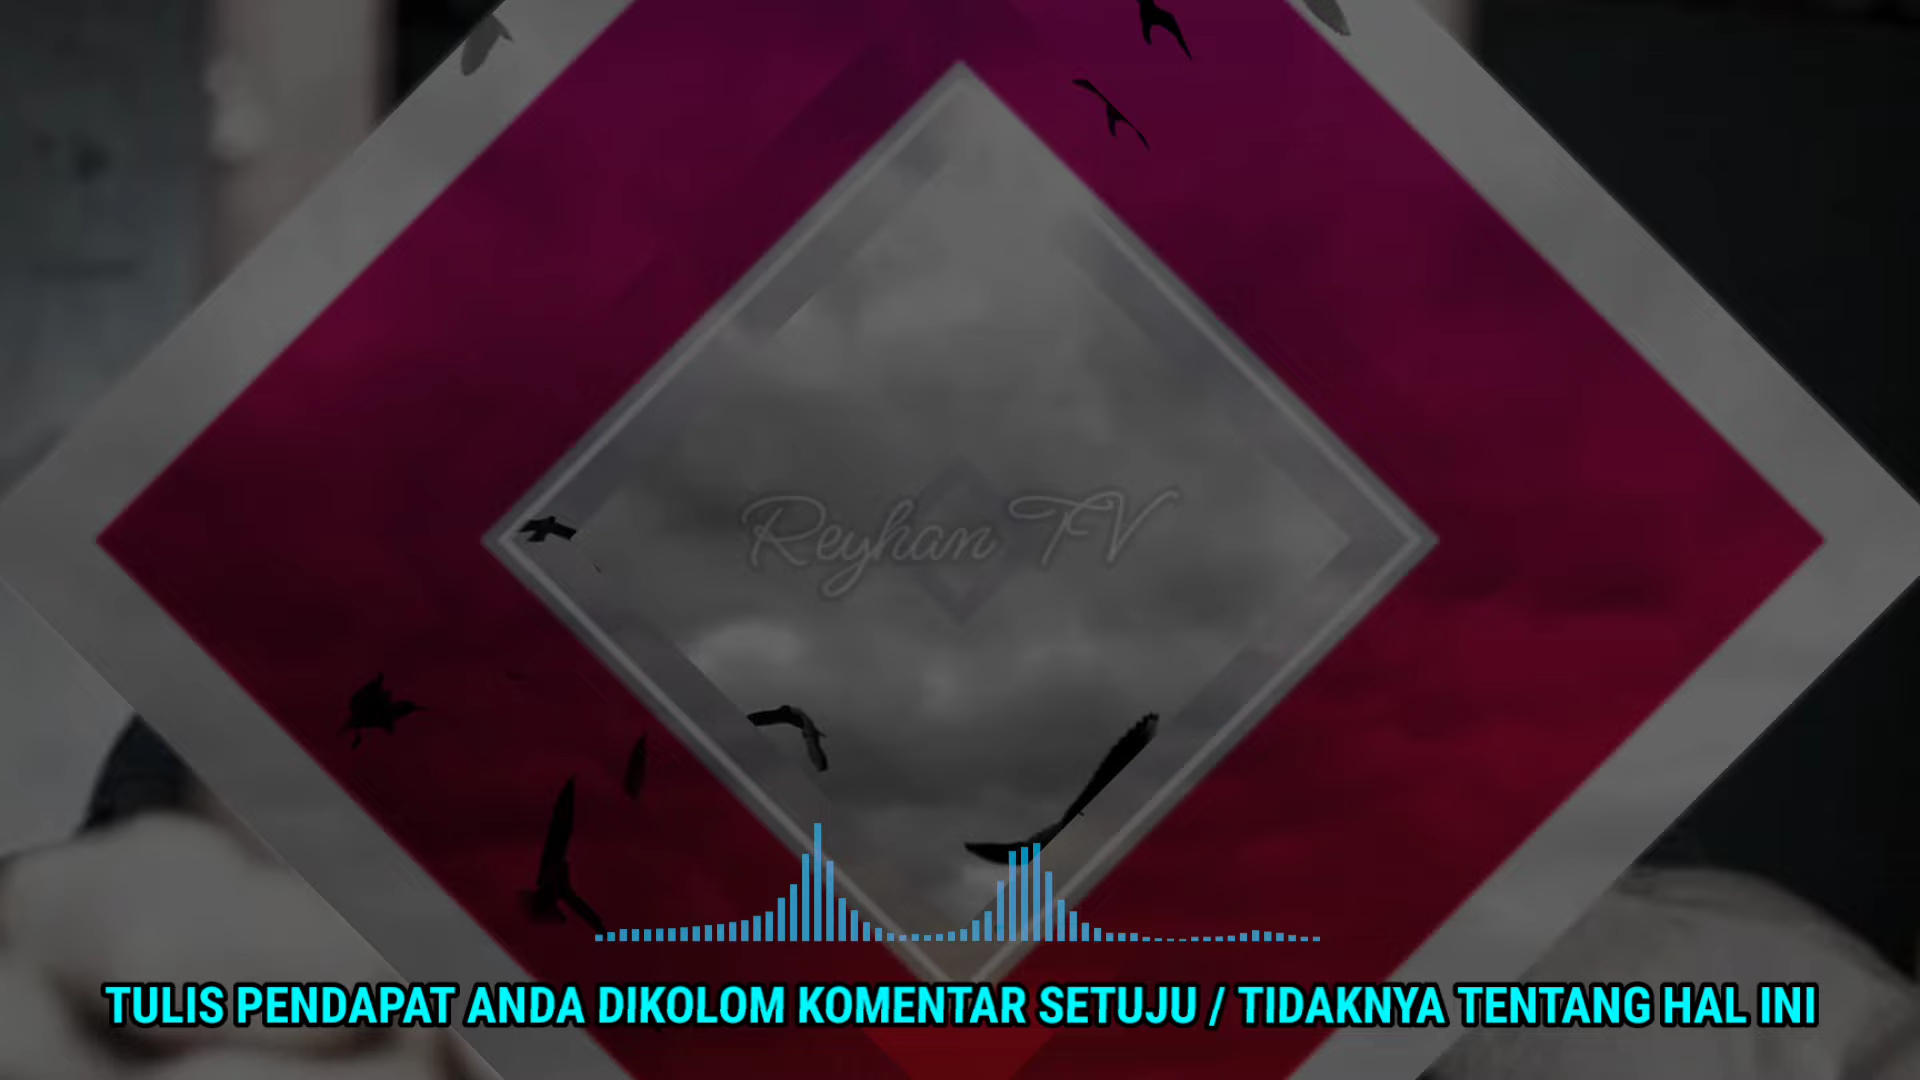 Reyhan TV
TULIS PENDAPAT ANDA DIKOLOM KOMENTAR SETUJU / TIDAKNYA TENTANG HAL INI